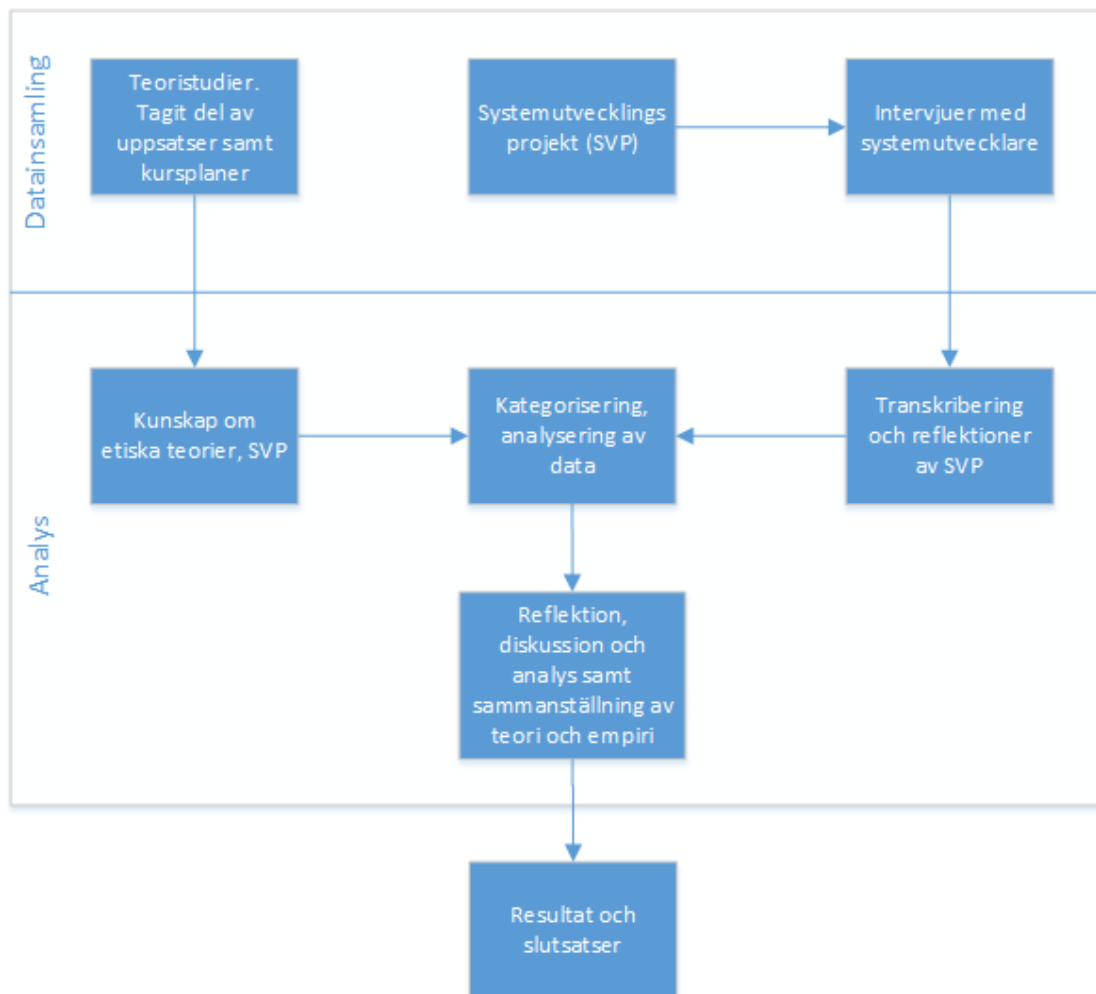 Datainsamling
Teoristudier.
Tagit del av
uppsatser samt
kursplaner
Systemutvecklings
projekt (SVP)
Intervjuer med
systemutvecklare
Analys
Kunskap om
etiska teorier, SVP
Kategorisering,
analysering av
data
Transkribering
och reflektioner
av SVP
Reflektion,
diskussion och
analys samt
sammanställning av
teori och empiri
Resultat och
slutsatser